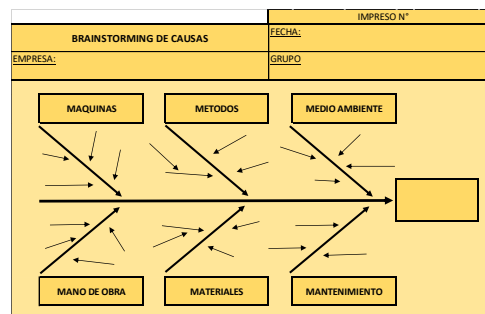 IMPRESO N°
BRAINSTORMING DE CAUSAS
FECHA:
EMPRESA:
GRUPO
MAQUINAS
METODOS
MEDIO AMBIENTE
MANO DE OBRA
MATERIALES
MANTENIMIENTO